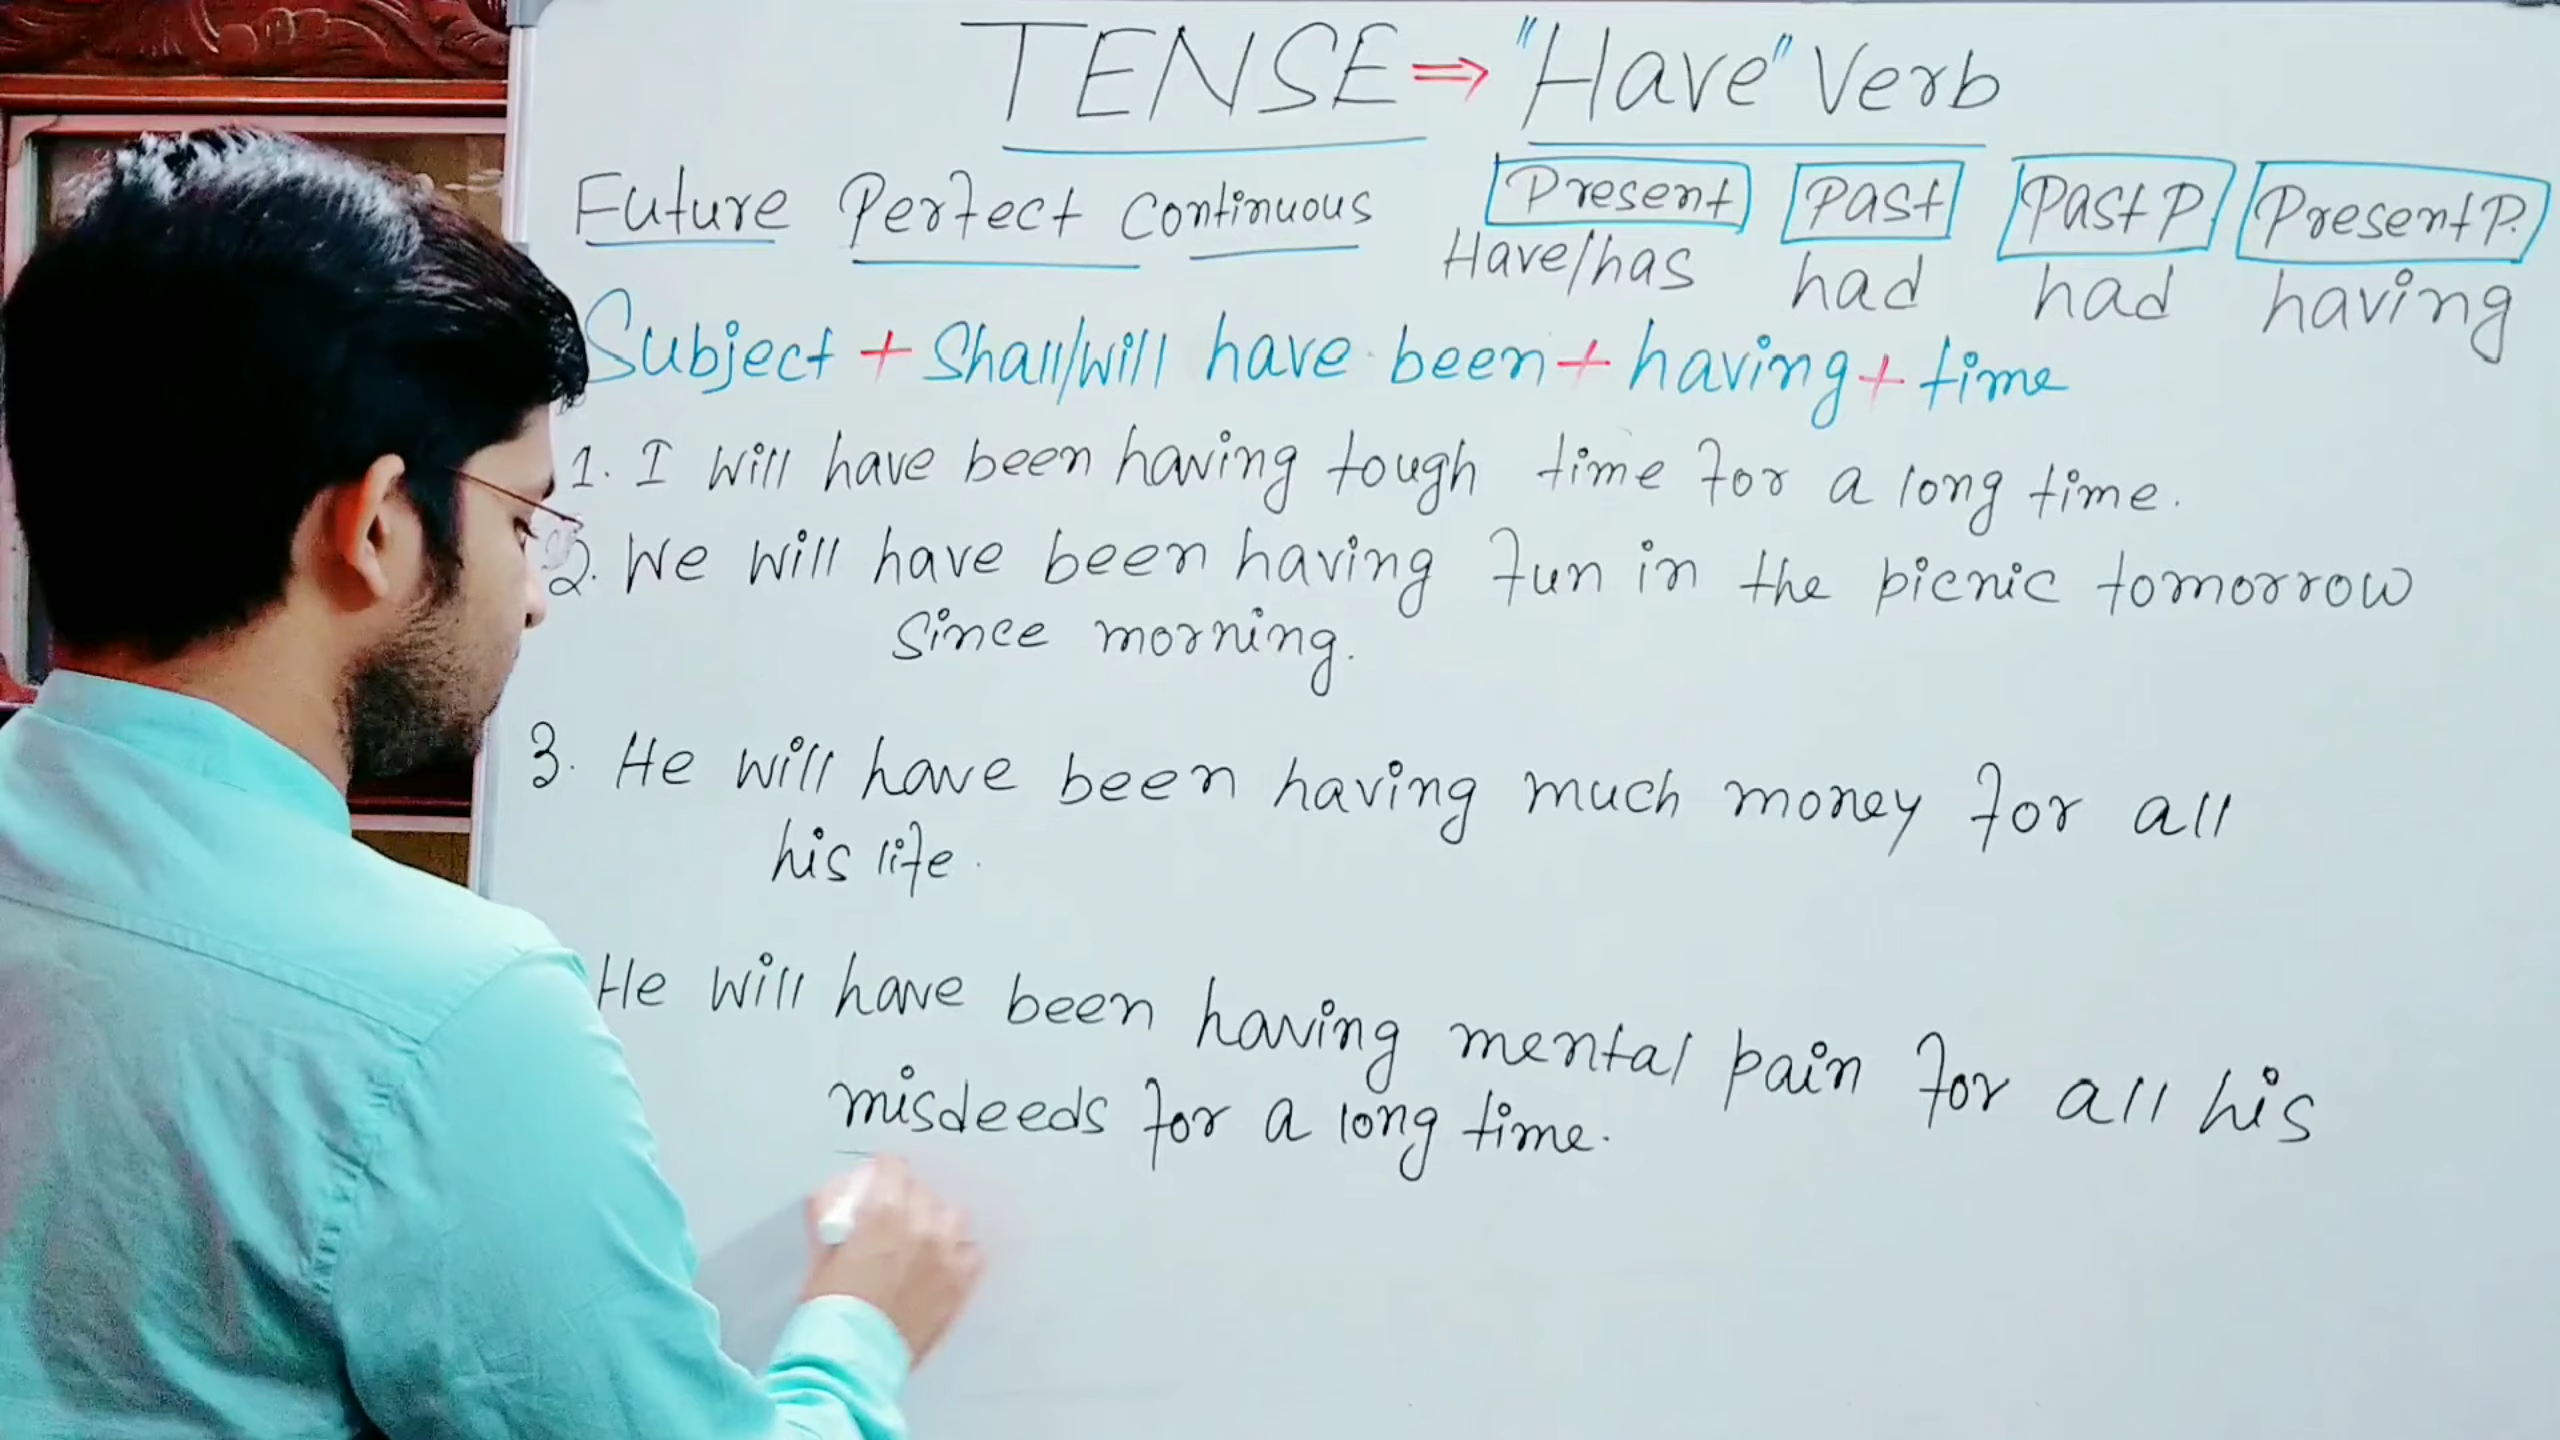 TENSE ⇒ "Have" Verb
Future Perfect Continuous
Present Past Past P Present P.
Have/has had had having
Subject + Shall/will have been + having + time
1. I will have been having tough time for a long time.
2. We will have been having fun in the picnic tomorrow
since morning.
3. He will have been having much money for all
his life.
He will have been having mental pain for all his
misdeeds for a long time.